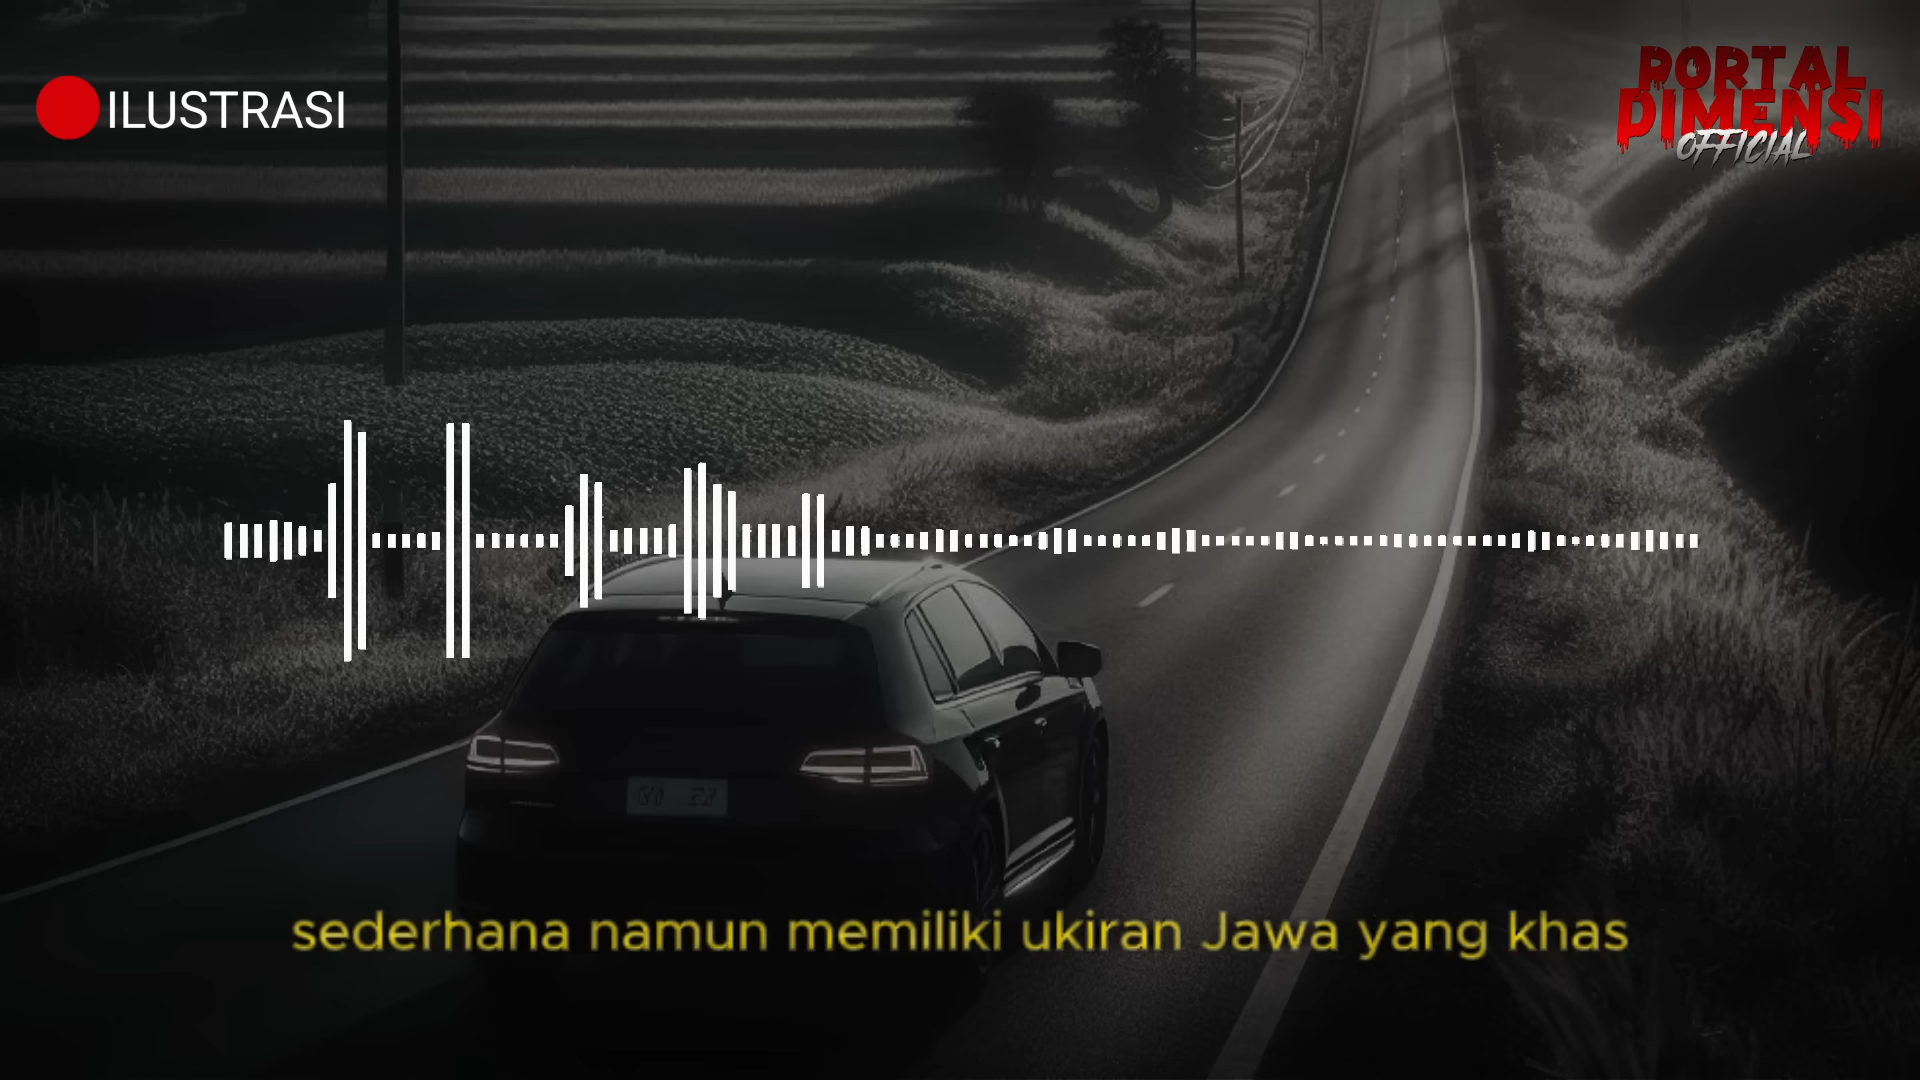 ILUSTRASI
PORTAL
DIMENSI
OFFICIAL
sederhana namun memiliki ukiran Jawa yang khas